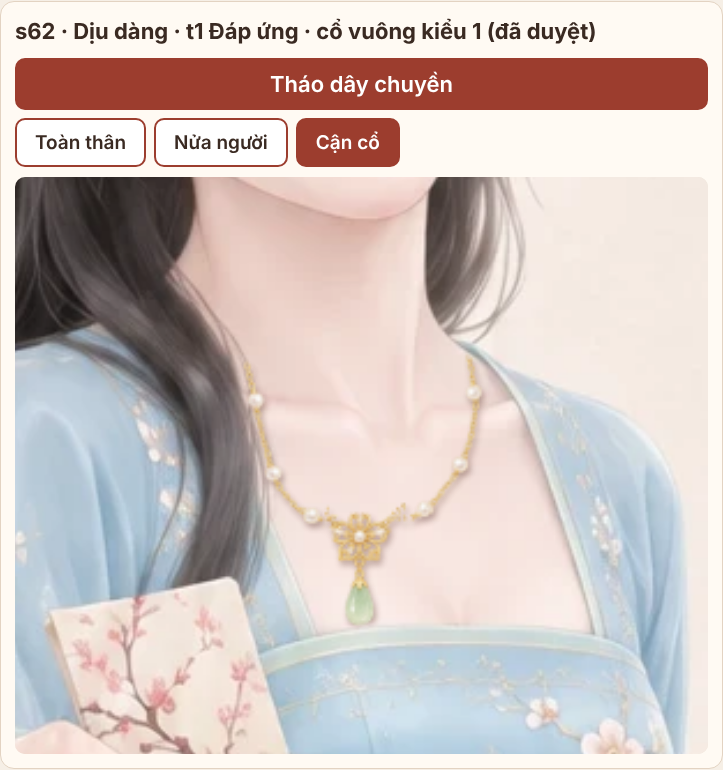 s62 · Dịu dàng · t1 Đáp ứng · cổ vuông kiểu 1 (đã duyệt)
Tháo dây chuyền
Toàn thân
Nửa người
Cận cổ